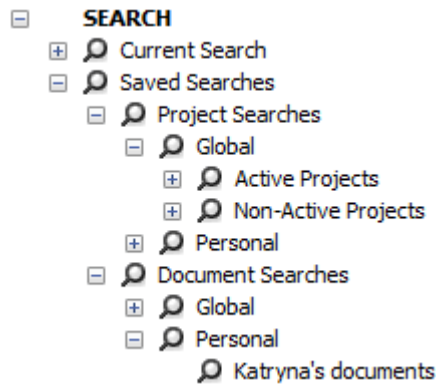 SEARCH
Current Search
Saved Searches
Project Searches
Global
Active Projects
Non-Active Projects
Personal
Document Searches
Global
Personal
Katryna's documents